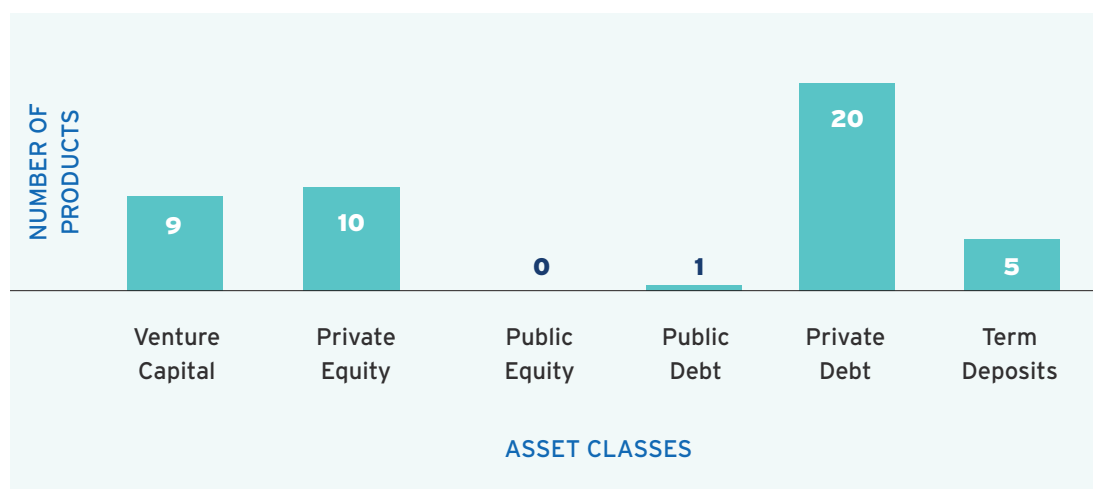 NUMBER OF
PRODUCTS
9
10
0
1
20
5
Venture
Capital
Private
Equity
Public
Equity
Public
Debt
Private
Debt
Term
Deposits
ASSET CLASSES